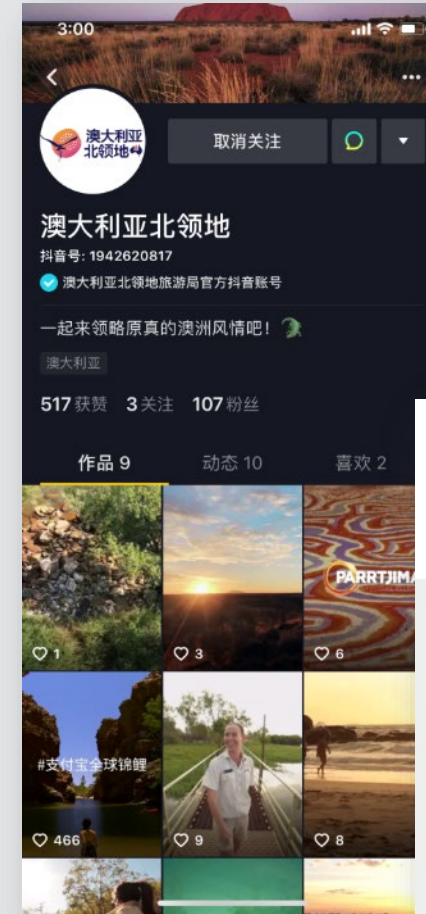 3:00
澳大利亚
北领地
取消关注
澳大利亚北领地
抖音号: 1942620817
澳大利亚北领地旅游局官方抖音账号
一起来领略原真的澳洲风情吧！
澳大利亚
517 获赞 3 关注 107 粉丝
作品 9 动态 10 喜欢 2
PARRTJIMA
1 3 6
#支付宝全球锦鲤
466 9 8